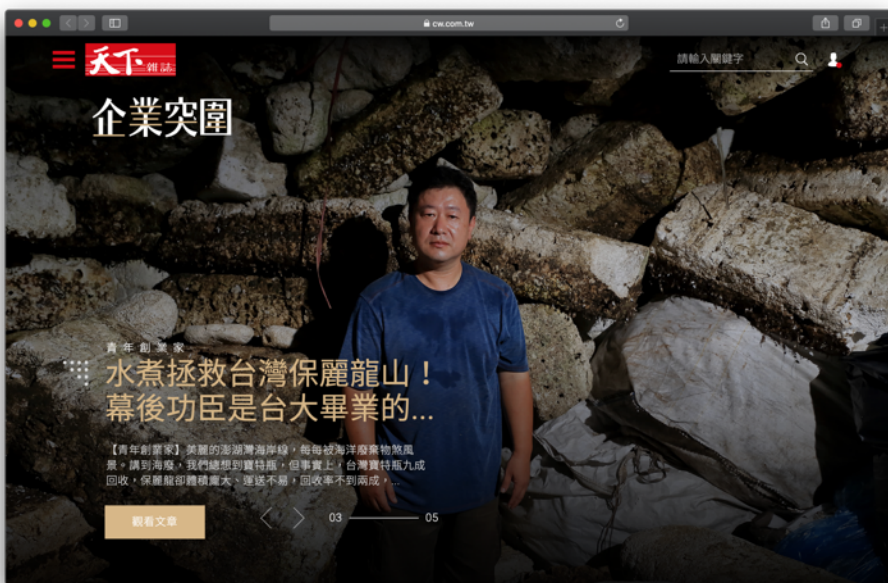 cw.com.tw
天下雜誌
請輸入關鍵字
企業突圍
青年創業家
水煮拯救台灣保麗龍山！
幕後功臣是台大畢業的...
【青年創業家】美麗的澎湖灣海岸線，每每被海洋廢棄物煞風
景。講到海廢，我們總想到寶特瓶，但事實上，台灣寶特瓶九成
回收，保麗龍卻體積龐大、運送不易，回收率不到兩成，...
觀看文章
03
05